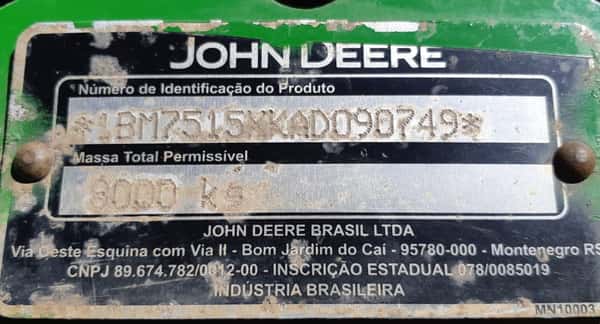 JOHN DEERE
Número de Identificação do Produto
*1BM7515XKAD090749*
Massa Total Permissível
9000 kg
JOHN DEERE BRASIL LTDA
Via Oeste Esquina com Via II - Bom Jardim do Caí - 95780-000 - Montenegro RS
CNPJ 89.674.782/0012-00 - INSCRIÇÃO ESTADUAL 078/0085019
INDÚSTRIA BRASILEIRA
MN10003